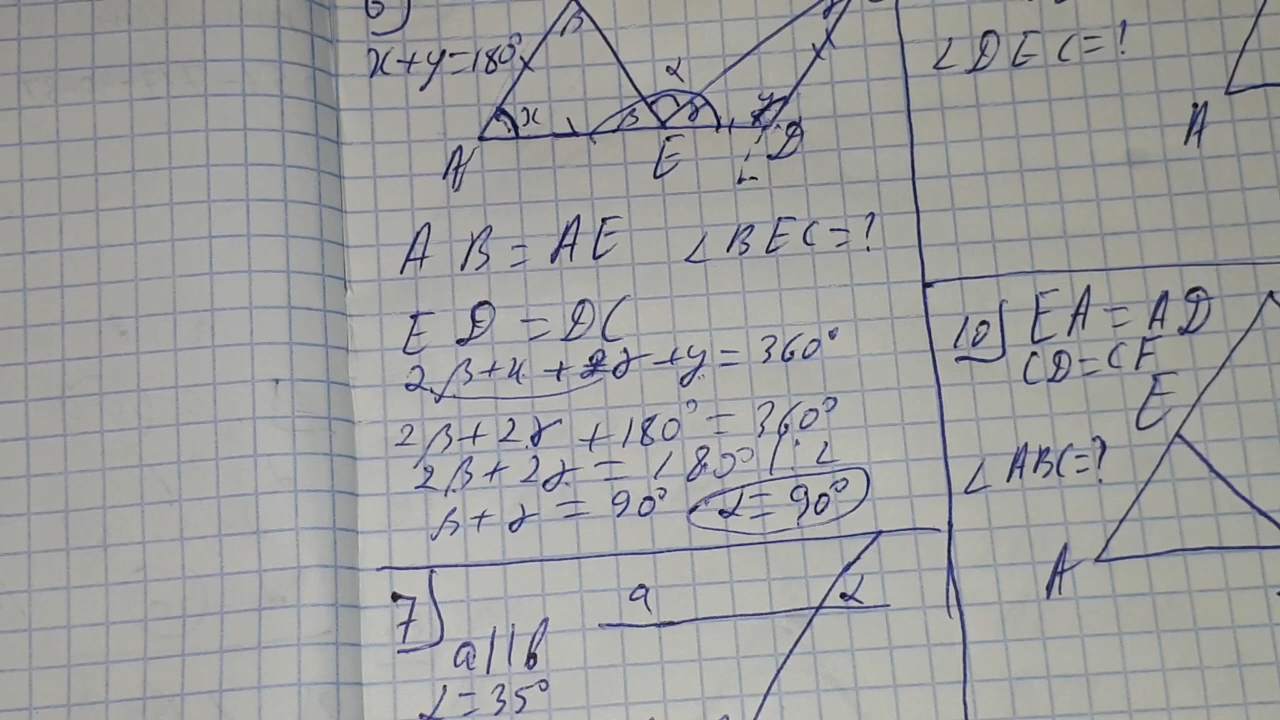 6)
x+y=180°
β
x
β
α
γ
y
A
E
D
AB=AE ∠BEC=?
ED=DC
2β+x+2γ+y=360°
2β+2γ+180°=360°
2β+2γ=180° |:2
β+γ=90° α=90°
7)
a||b
α=35°
a
α
∠DEC=?
A
10) EA=AD
CD=CF
E
∠ABC=?
A